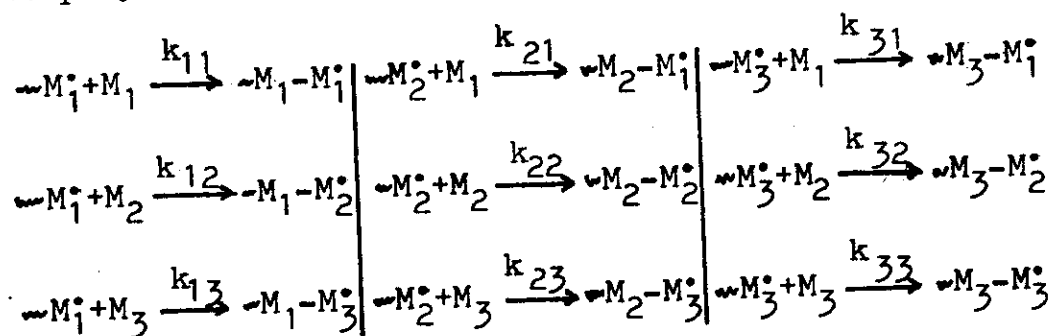 ~M₁•+M₁ —k₁₁→ ~M₁–M₁• | ~M₂•+M₁ —k₂₁→ ~M₂–M₁• | ~M₃•+M₁ —k₃₁→ ~M₃–M₁•
~M₁•+M₂ —k₁₂→ ~M₁–M₂• | ~M₂•+M₂ —k₂₂→ ~M₂–M₂• | ~M₃•+M₂ —k₃₂→ ~M₃–M₂•
~M₁•+M₃ —k₁₃→ ~M₁–M₃• | ~M₂•+M₃ —k₂₃→ ~M₂–M₃• | ~M₃•+M₃ —k₃₃→ ~M₃–M₃•